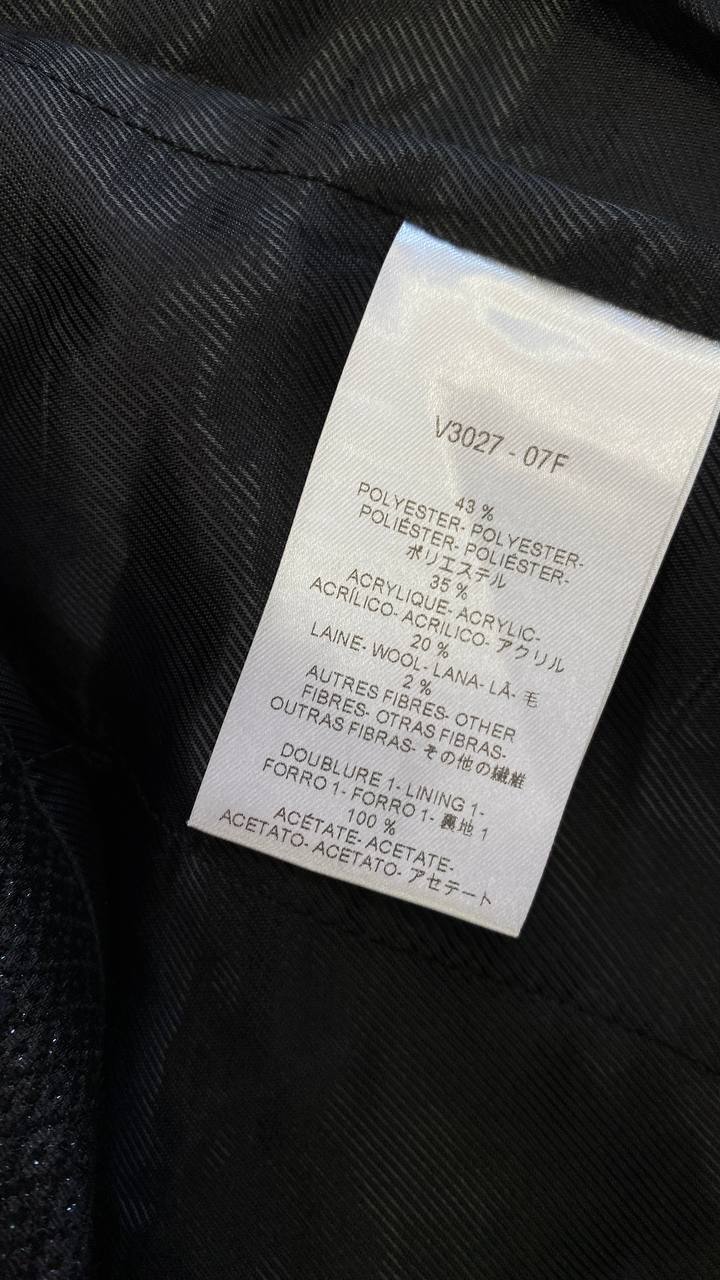 V3027 - 07F
43 %
POLYESTER- POLYESTER-
POLIÉSTER- POLIÉSTER-
ポリエステル
35 %
ACRYLIQUE- ACRYLIC-
ACRÍLICO- ACRILICO- アクリル
20 %
LAINE- WOOL- LANA- LÃ- 毛
2 %
AUTRES FIBRES- OTHER
FIBRES- OTRAS FIBRAS-
OUTRAS FIBRAS- その他の繊維
DOUBLURE 1- LINING 1-
FORRO 1- FORRO 1- 裏地 1
100 %
ACÉTATE- ACETATE-
ACETATO- ACETATO- アセテート